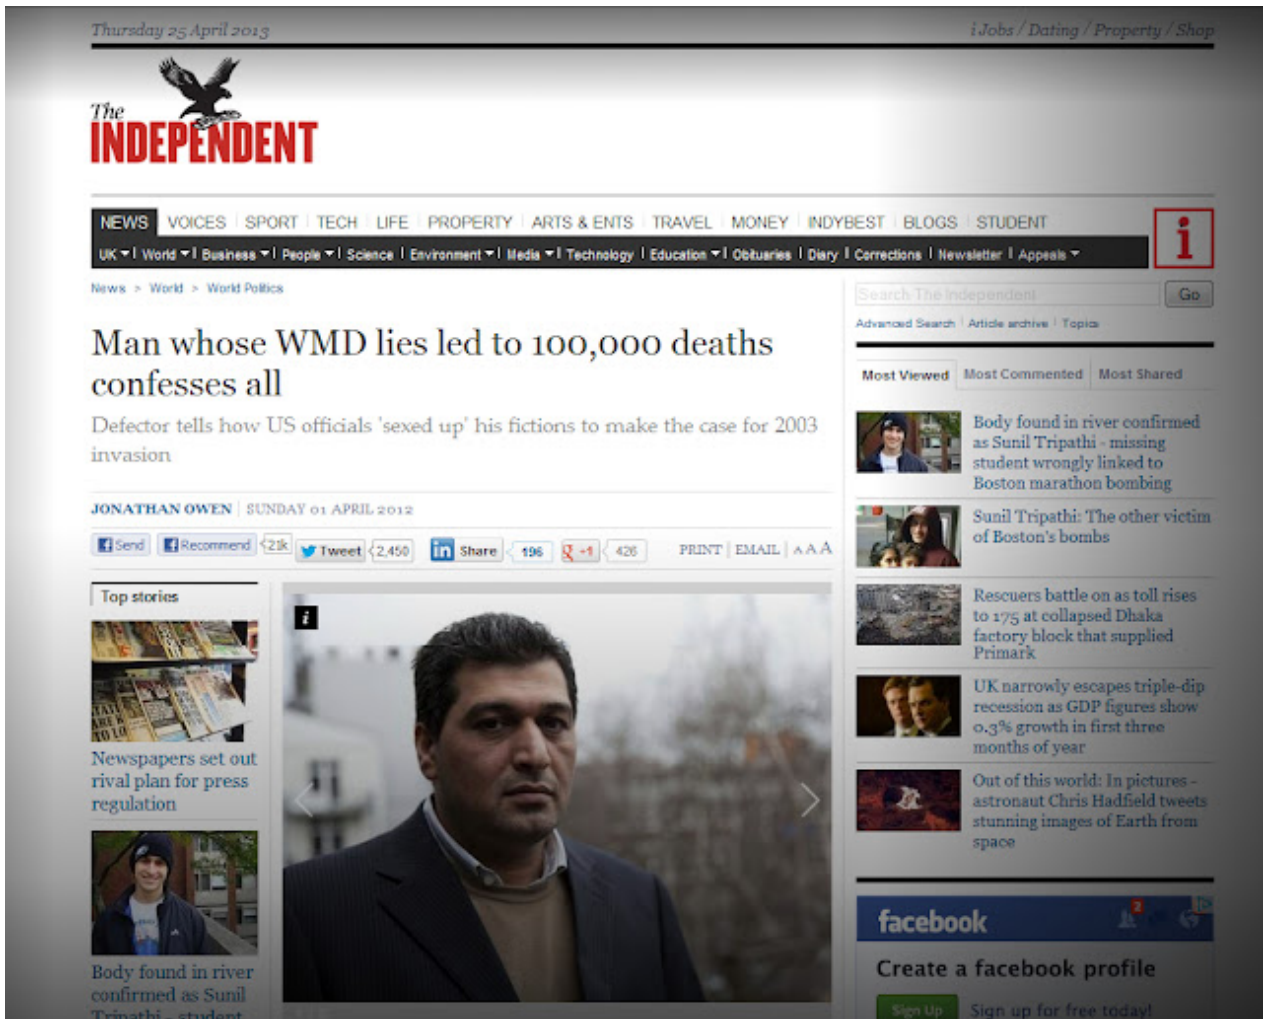 Thursday 25 April 2013
i Jobs / Dating / Property / Shop
The
INDEPENDENT
NEWS VOICES SPORT TECH LIFE PROPERTY ARTS & ENTS TRAVEL MONEY INDYBEST BLOGS STUDENT
i
UK World Business People Science Environment Media Technology Education Obituaries Diary Corrections Newsletter Appeals
News > World > World Politics
Man whose WMD lies led to 100,000 deaths
confesses all
Defector tells how US officials 'sexed up' his fictions to make the case for 2003
invasion
JONATHAN OWEN SUNDAY 01 APRIL 2012
Send Recommend 21k Tweet 2,450 in Share 196 g +1 426 PRINT EMAIL A A A
Top stories
i
Newspapers set out
rival plan for press
regulation
Body found in river
confirmed as Sunil
Tripathi - student
Search The Independent Go
Advanced Search Article archive Topics
Most Viewed Most Commented Most Shared
Body found in river confirmed
as Sunil Tripathi - missing
student wrongly linked to
Boston marathon bombing
Sunil Tripathi: The other victim
of Boston's bombs
Rescuers battle on as toll rises
to 175 at collapsed Dhaka
factory block that supplied
Primark
UK narrowly escapes triple-dip
recession as GDP figures show
0.3% growth in first three
months of year
Out of this world: In pictures -
astronaut Chris Hadfield tweets
stunning images of Earth from
space
facebook 2
Create a facebook profile
Sign Up Sign up for free today!